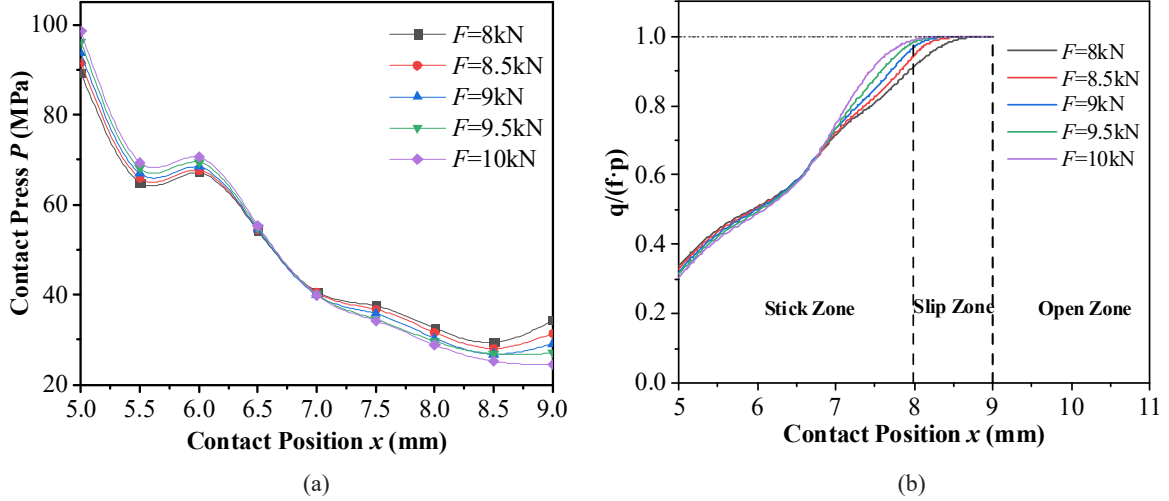 100
80
60
40
20
Contact Press P (MPa)
F=8kN
F=8.5kN
F=9kN
F=9.5kN
F=10kN
5.0 5.5 6.0 6.5 7.0 7.5 8.0 8.5 9.0
Contact Position x (mm)
(a)
1.0
0.8
0.6
0.4
0.2
0.0
q/(f·p)
F=8kN
F=8.5kN
F=9kN
F=9.5kN
F=10kN
Stick Zone Slip Zone Open Zone
5 6 7 8 9 10 11
Contact Position x (mm)
(b)